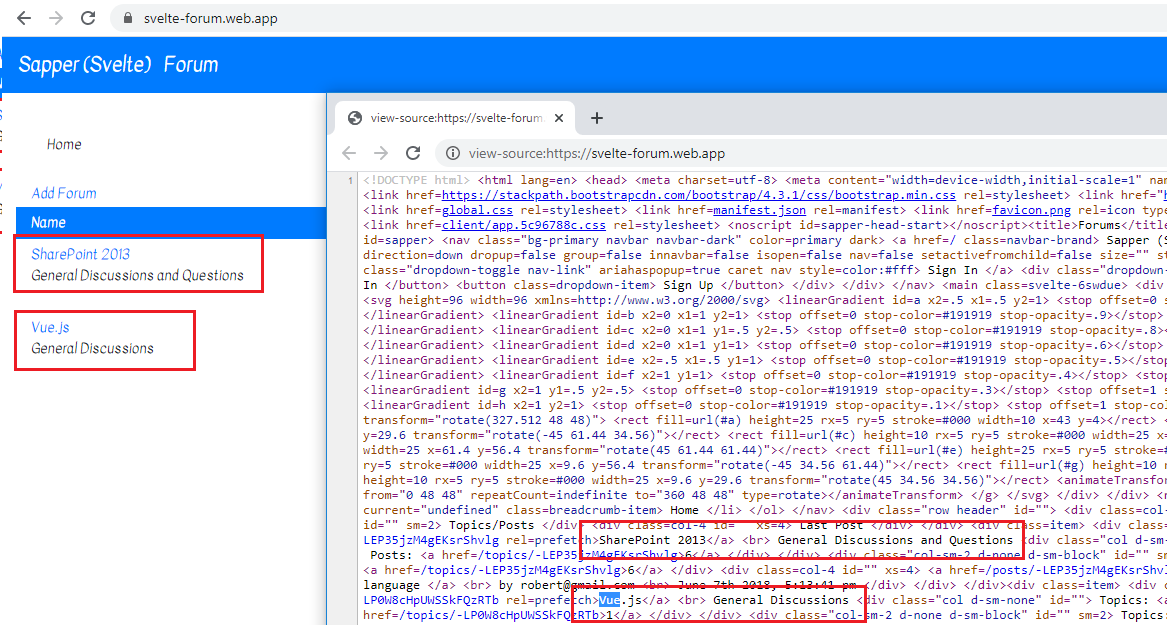 svelte-forum.web.app
Sapper (Svelte) Forum
Home
Add Forum
Name
SharePoint 2013
General Discussions and Questions
Vue.js
General Discussions
view-source:https://svelte-forum.
view-source:https://svelte-forum.web.app
1
<!DOCTYPE html> <html lang=en> <head> <meta charset=utf-8> <meta content="width=device-width,initial-scale=1" nam
<link href=https://stackpath.bootstrapcdn.com/bootstrap/4.3.1/css/bootstrap.min.css rel=stylesheet> <link href="h
<link href=global.css rel=stylesheet> <link href=manifest.json rel=manifest> <link href=favicon.png rel=icon type
<link href=client/app.5c96788c.css rel=stylesheet> <noscript id=sapper-head-start></noscript><title>Forums</title
id=sapper> <nav class="bg-primary navbar navbar-dark" color=primary dark> <a href=/ class=navbar-brand> Sapper (S
direction=down dropup=false group=false innavbar=false isopen=false nav=false setactivefromchild=false size="" st
class="dropdown-toggle nav-link" ariahaspopup=true caret nav style=color:#fff> Sign In </a> <div class="dropdown-
In </button> <button class=dropdown-item> Sign Up </button> </div> </div> </nav> <main class=svelte-6swdue> <div
<svg height=96 width=96 xmlns=http://www.w3.org/2000/svg> <linearGradient id=a x2=.5 x1=.5 y2=1> <stop offset=0 s
</linearGradient> <linearGradient id=b x2=0 x1=1 y2=1> <stop offset=0 stop-color=#191919 stop-opacity=.9></stop>
</linearGradient> <linearGradient id=c x2=0 x1=1 y1=.5 y2=.5> <stop offset=0 stop-color=#191919 stop-opacity=.8>
</linearGradient> <linearGradient id=d x2=0 x1=1 y1=1> <stop offset=0 stop-color=#191919 stop-opacity=.6></stop>
</linearGradient> <linearGradient id=e x2=.5 x1=.5 y1=1> <stop offset=0 stop-color=#191919 stop-opacity=.5></stop
</linearGradient> <linearGradient id=f x2=1 y1=1> <stop offset=0 stop-color=#191919 stop-opacity=.4></stop> <stop
<linearGradient id=g x2=1 y1=.5 y2=.5> <stop offset=0 stop-color=#191919 stop-opacity=.3></stop> <stop offset=1 s
<linearGradient id=h x2=1 y2=1> <stop offset=0 stop-color=#191919 stop-opacity=.1></stop> <stop offset=1 stop-col
transform="rotate(327.512 48 48)"> <rect fill=url(#a) height=25 rx=5 ry=5 stroke=#000 width=10 x=43 y=4></rect> <
y=29.6 transform="rotate(-45 61.44 34.56)"></rect> <rect fill=url(#c) height=10 rx=5 ry=5 stroke=#000 width=25 x=
width=25 x=61.4 y=56.4 transform="rotate(45 61.44 61.44)"></rect> <rect fill=url(#e) height=25 rx=5 ry=5 stroke=#
ry=5 stroke=#000 width=25 x=9.6 y=56.4 transform="rotate(-45 34.56 61.44)"></rect> <rect fill=url(#g) height=10 r
height=10 rx=5 ry=5 stroke=#000 width=25 x=9.6 y=29.6 transform="rotate(45 34.56 34.56)"></rect> <animateTransfor
from="0 48 48" repeatCount=indefinite to="360 48 48" type=rotate></animateTransform> </g> </svg> </div> </div> <n
current="undefined" class=breadcrumb-item> Home </li> </ol> </nav> <div class="row header" id=""> <div class=col-
id="" sm=2> Topics/Posts </div> <div class=col-4 id="" xs=4> Last Post </div> </div> <div class=item> <div class=
LEP35jzM4gEKsrShvlg rel=prefetch>SharePoint 2013</a> <br> General Discussions and Questions <div class="col d-sm-
Posts: <a href=/topics/-LEP35jzM4gEKsrShvlg>6</a> </div> </div> <div class="col-sm-2 d-none d-sm-block" id="" sm
<a href=/topics/-LEP35jzM4gEKsrShvlg>6</a> </div> <div class=col-4 id="" xs=4> <a href=/posts/-LEP35jzM4gEKsrShvl
language </a> <br> by robert@gmail.com <br> June 7th 2018, 5:13:41 pm </div> </div> </div><div class=item> <div c
LP0W8cHpUWSSkFQzRTb rel=prefetch>Vue.js</a> <br> General Discussions <div class="col d-sm-none" id=""> Topics: <a
href=/topics/-LP0W8cHpUWSSkFQzRTb>1</a> </div> </div> <div class="col-sm-2 d-none d-sm-block" id="" sm=2> Topics: